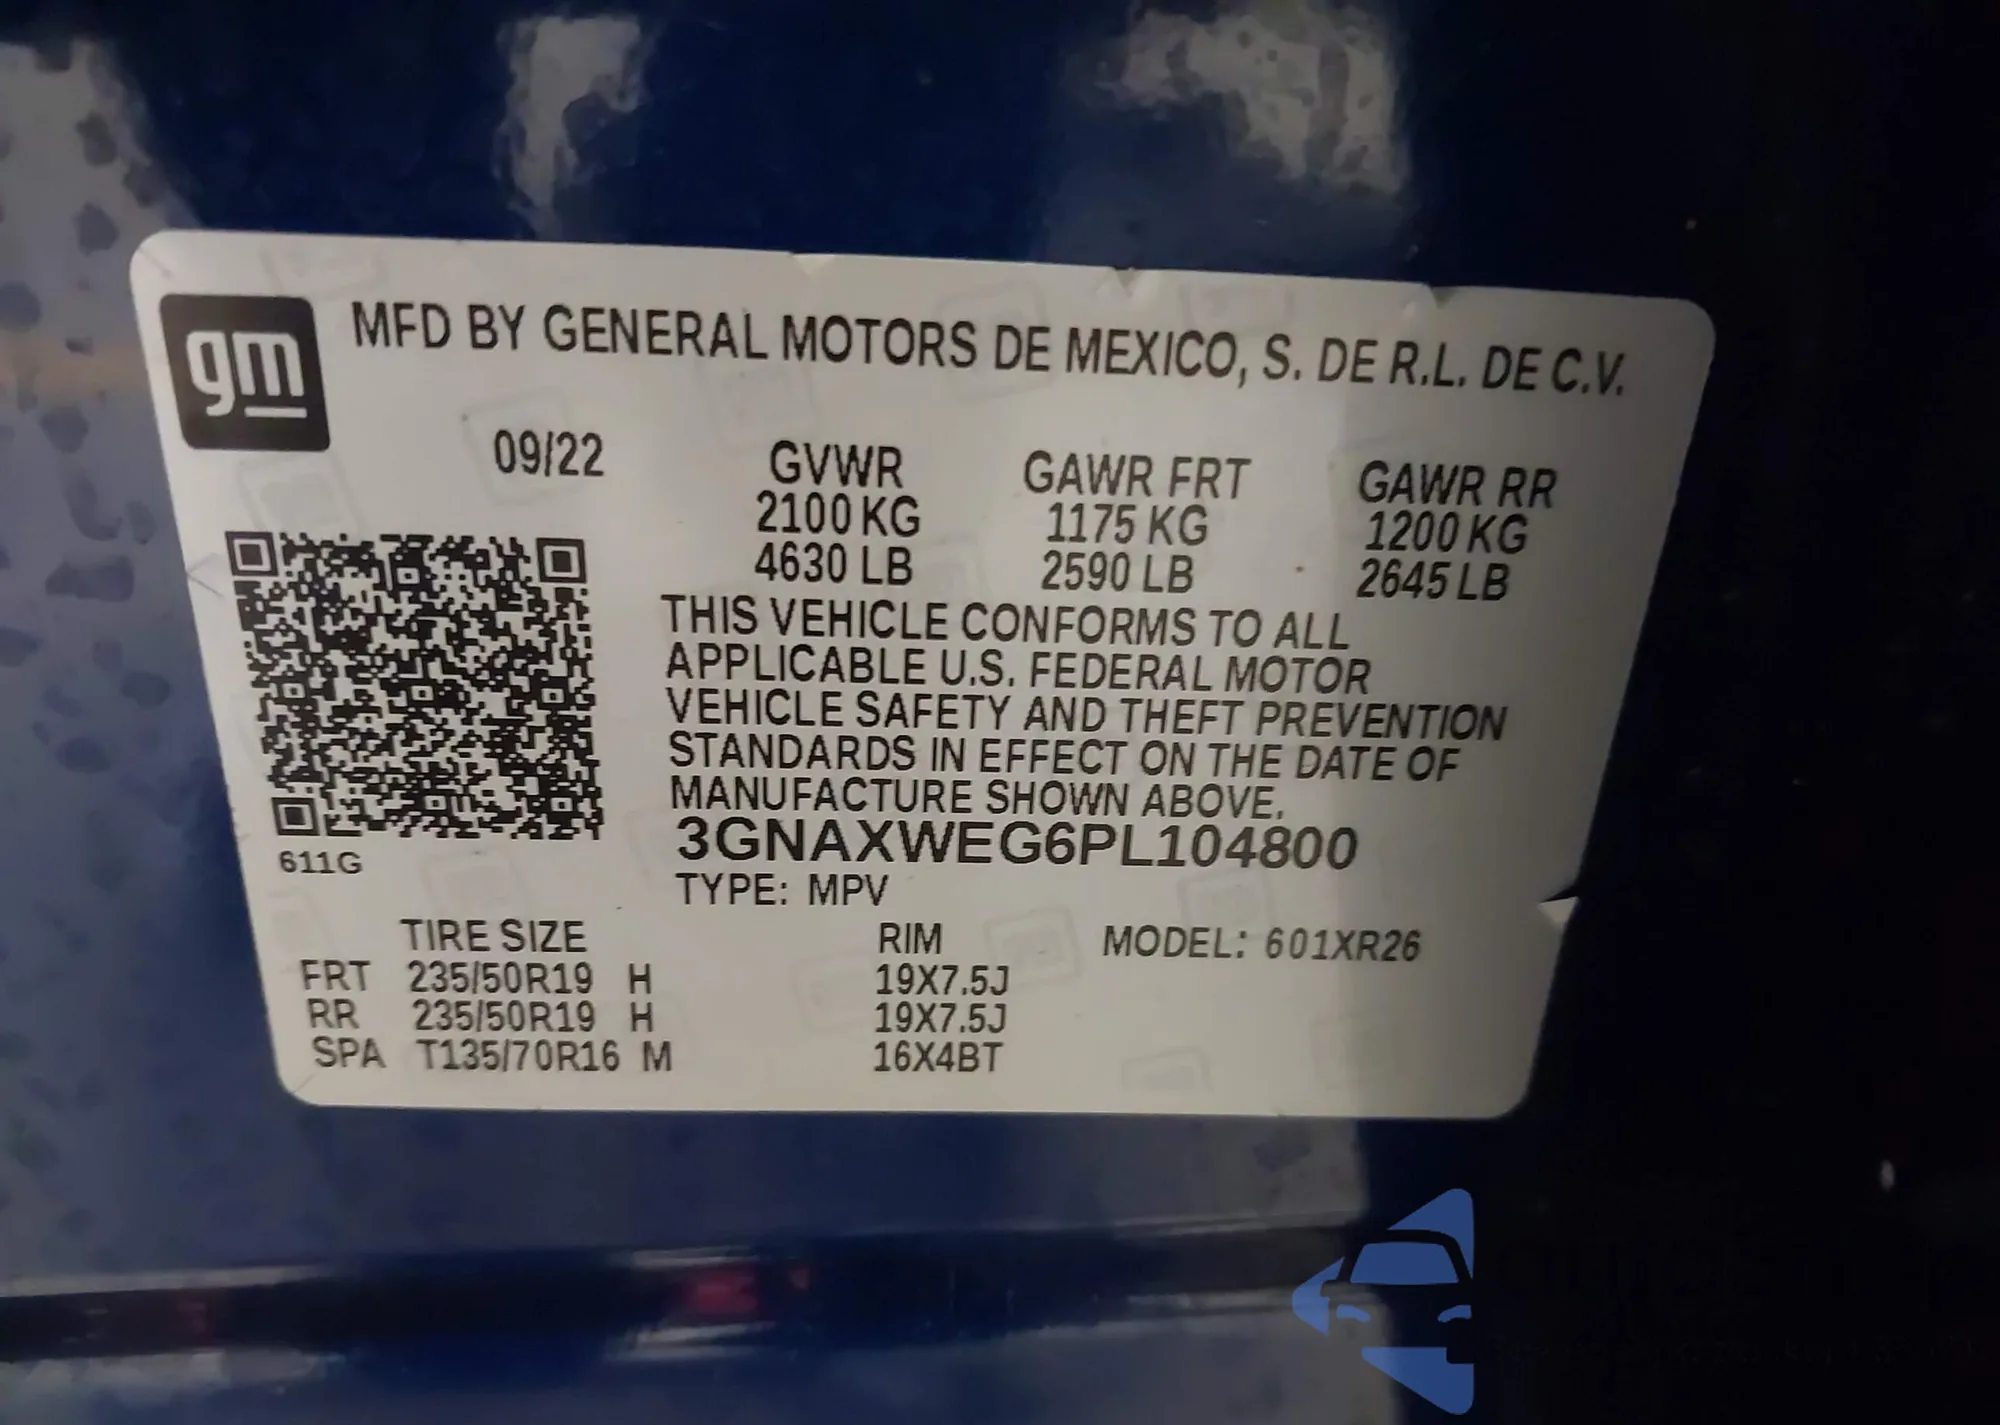 gm MFD BY GENERAL MOTORS DE MEXICO, S. DE R.L. DE C.V.
09/22 GVWR GAWR FRT GAWR RR
2100 KG 1175 KG 1200 KG
4630 LB 2590 LB 2645 LB
THIS VEHICLE CONFORMS TO ALL
APPLICABLE U.S. FEDERAL MOTOR
VEHICLE SAFETY AND THEFT PREVENTION
STANDARDS IN EFFECT ON THE DATE OF
MANUFACTURE SHOWN ABOVE.
3GNAXWEG6PL104800
611G
TYPE: MPV
TIRE SIZE RIM MODEL: 601XR26
FRT 235/50R19 H 19X7.5J
RR 235/50R19 H 19X7.5J
SPA T135/70R16 M 16X4BT